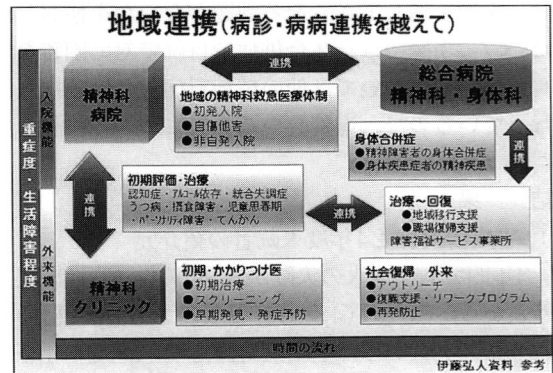 地域連携(病診・病病連携を越えて)
重症度・生活障害程度
入院機能
外来機能
精神科
病院
連携
総合病院
精神科・身体科
地域の精神科救急医療体制
●初発入院
●自傷他害
●非自発入院
身体合併症
●精神障害者の身体合併症
●身体疾患症者の精神疾患
連携
連携
初期評価・治療
認知症・アルコール依存・統合失調症
うつ病・摂食障害・児童思春期
・パーソナリティ障害・てんかん
連携
治療～回復
●地域移行支援
●職場復帰支援
障害福祉サービス事業所
精神科
クリニック
初期・かかりつけ医
●初期治療
●スクリーニング
●早期発見・発症予防
社会復帰 外来
●アウトリーチ
●復職支援・リワークプログラム
●再発防止
時間の流れ
伊藤弘人資料 参考